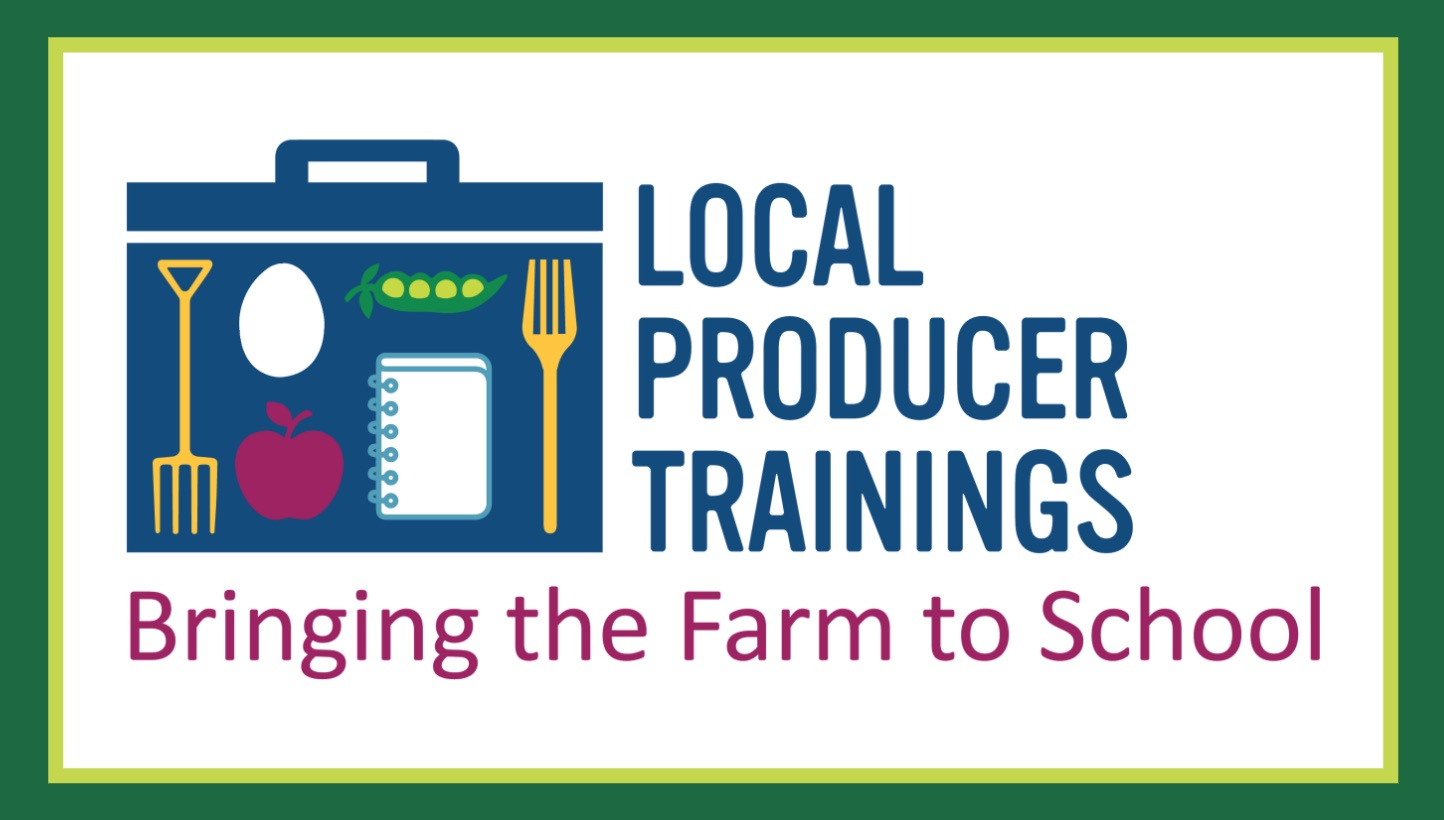 LOCAL
PRODUCER
TRAININGS
Bringing the Farm to School